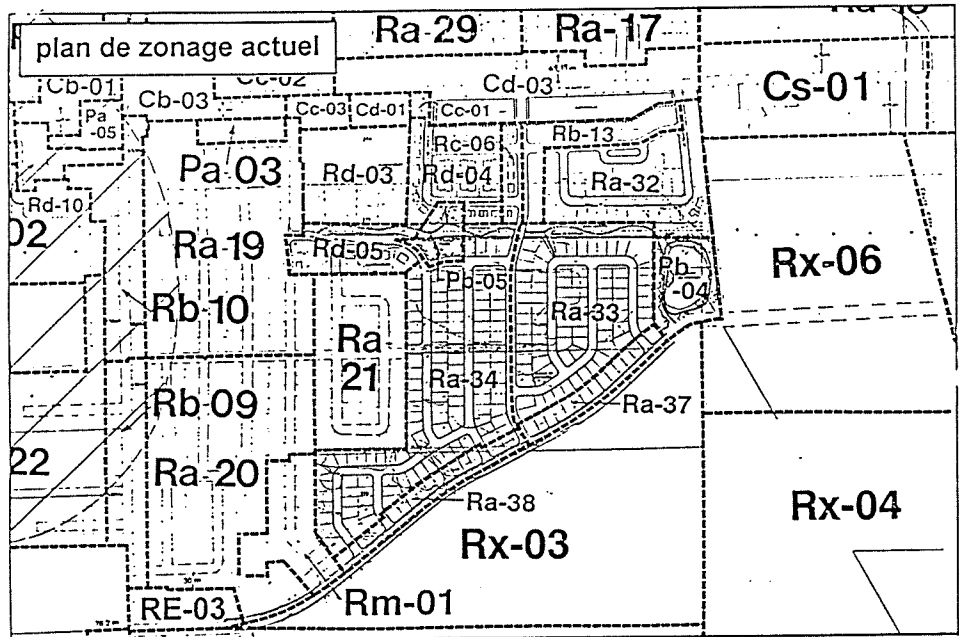 plan de zonage actuel
Ra-29
Ra-17
Cb-01
Cc-02
Cd-03
Cs-01
Cb-03
Cc-03
Cd-01
Cc-01
Pa
-05
Rb-13
Rc-06
Pa 03
Rd-03
Rd-04
Ra-32
Rd-10
02
Ra-19
Rd-05
Rx-06
Pb-05
Pb
-04
Rb-10
Ra-33
Ra
21
Ra-34
Rb-09
Ra-37
22
Ra-20
Ra-38
Rx-04
Rx-03
30 m
RE-03
Rm-01